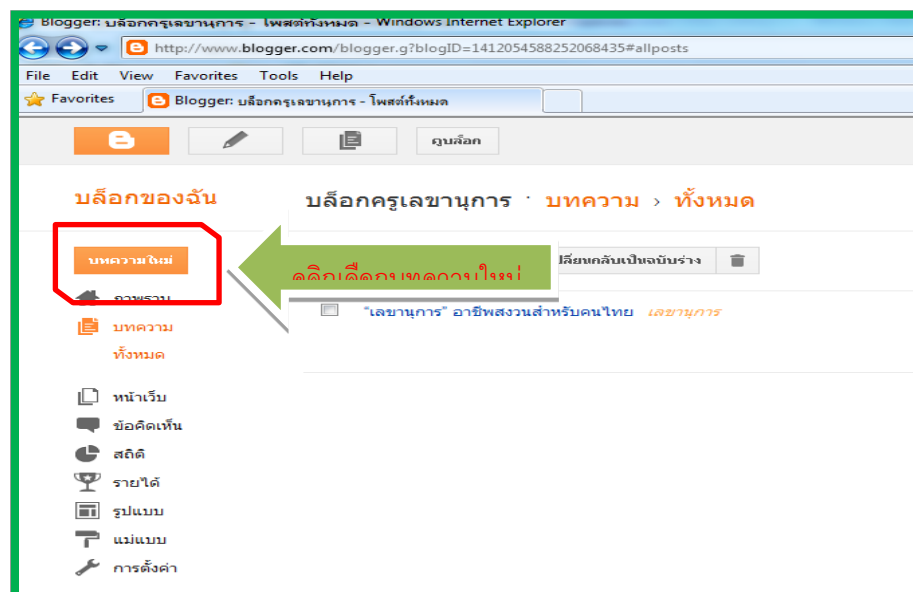 Blogger: บล็อกครูเลขานุการ - โพสต์ทั้งหมด - Windows Internet Explorer
http://www.blogger.com/blogger.g?blogID=1412054588252068435#allposts
File Edit View Favorites Tools Help
Favorites Blogger: บล็อกครูเลขานุการ - โพสต์ทั้งหมด
ดูบล็อก
บล็อกของฉัน
บล็อกครูเลขานุการ · บทความ › ทั้งหมด
บทความใหม่
คลิกเลือกบทความใหม่
ปลี่ยนกลับเป็นฉบับร่าง
ภาพรวม
"เลขานุการ" อาชีพสงวนสำหรับคนไทย เลขานุการ
บทความ
ทั้งหมด
หน้าเว็บ
ข้อคิดเห็น
สถิติ
รายได้
รูปแบบ
แม่แบบ
การตั้งค่า